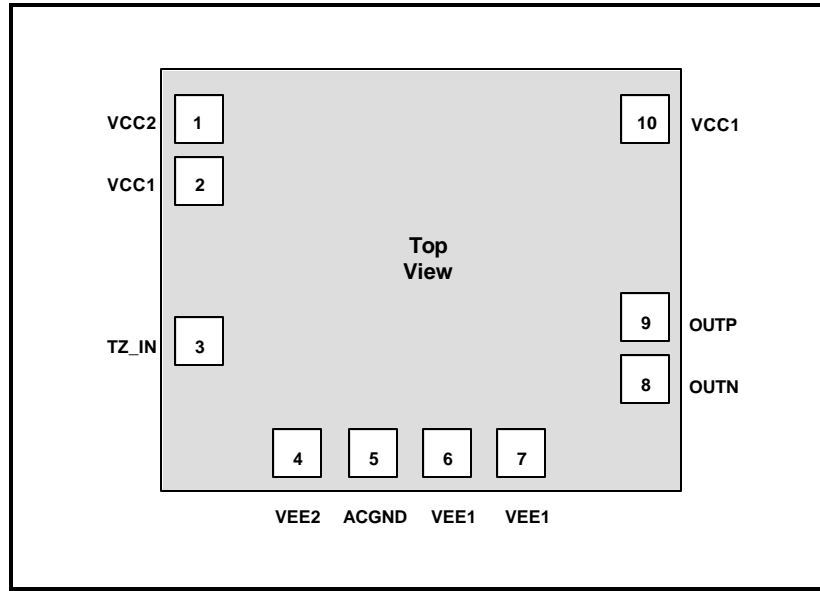 VCC2 1
10 VCC1
VCC1 2
Top
View
9 OUTP
TZ_IN 3
8 OUTN
4 5 6 7
VEE2 ACGND VEE1 VEE1